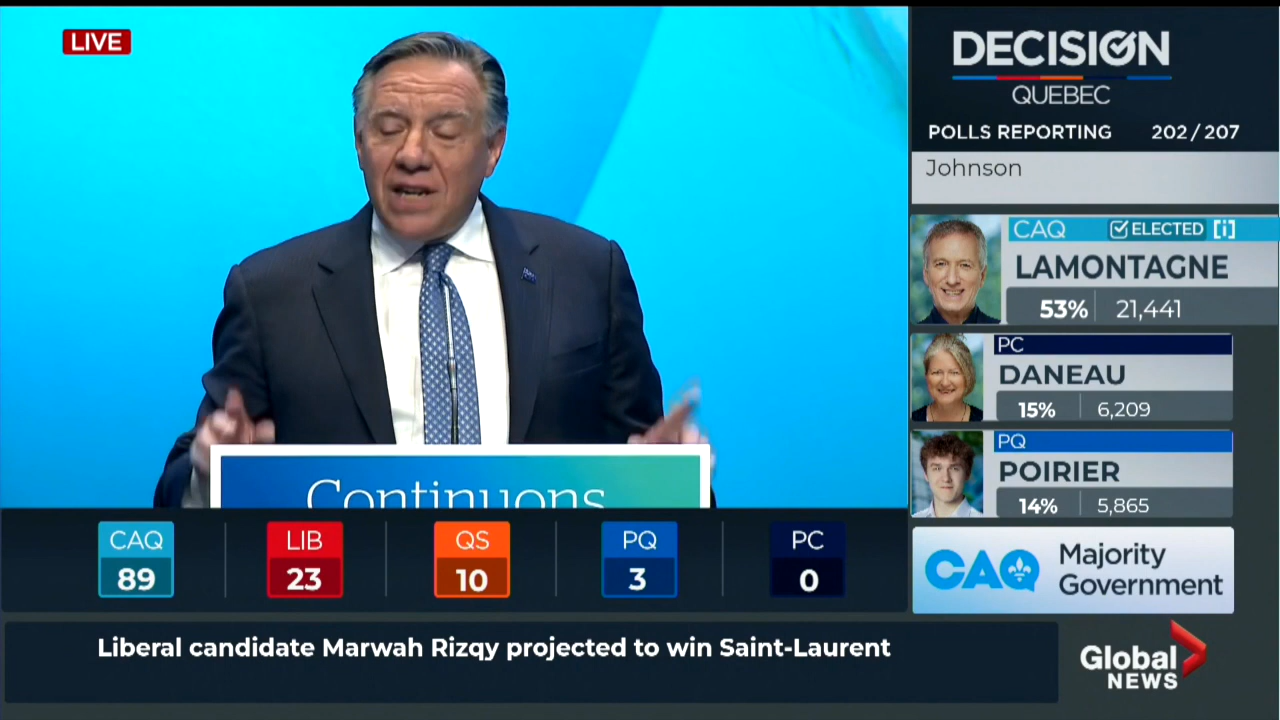 LIVE
DECISION
QUEBEC
POLLS REPORTING 202/207
Johnson
CAQ ELECTED [i]
LAMONTAGNE
53% 21,441
PC
DANEAU
15% 6,209
PQ
POIRIER
14% 5,865
CAQ Majority
Government
Continuons
CAQ LIB QS PQ PC
89 23 10 3 0
Liberal candidate Marwah Rizqy projected to win Saint-Laurent
Global
NEWS